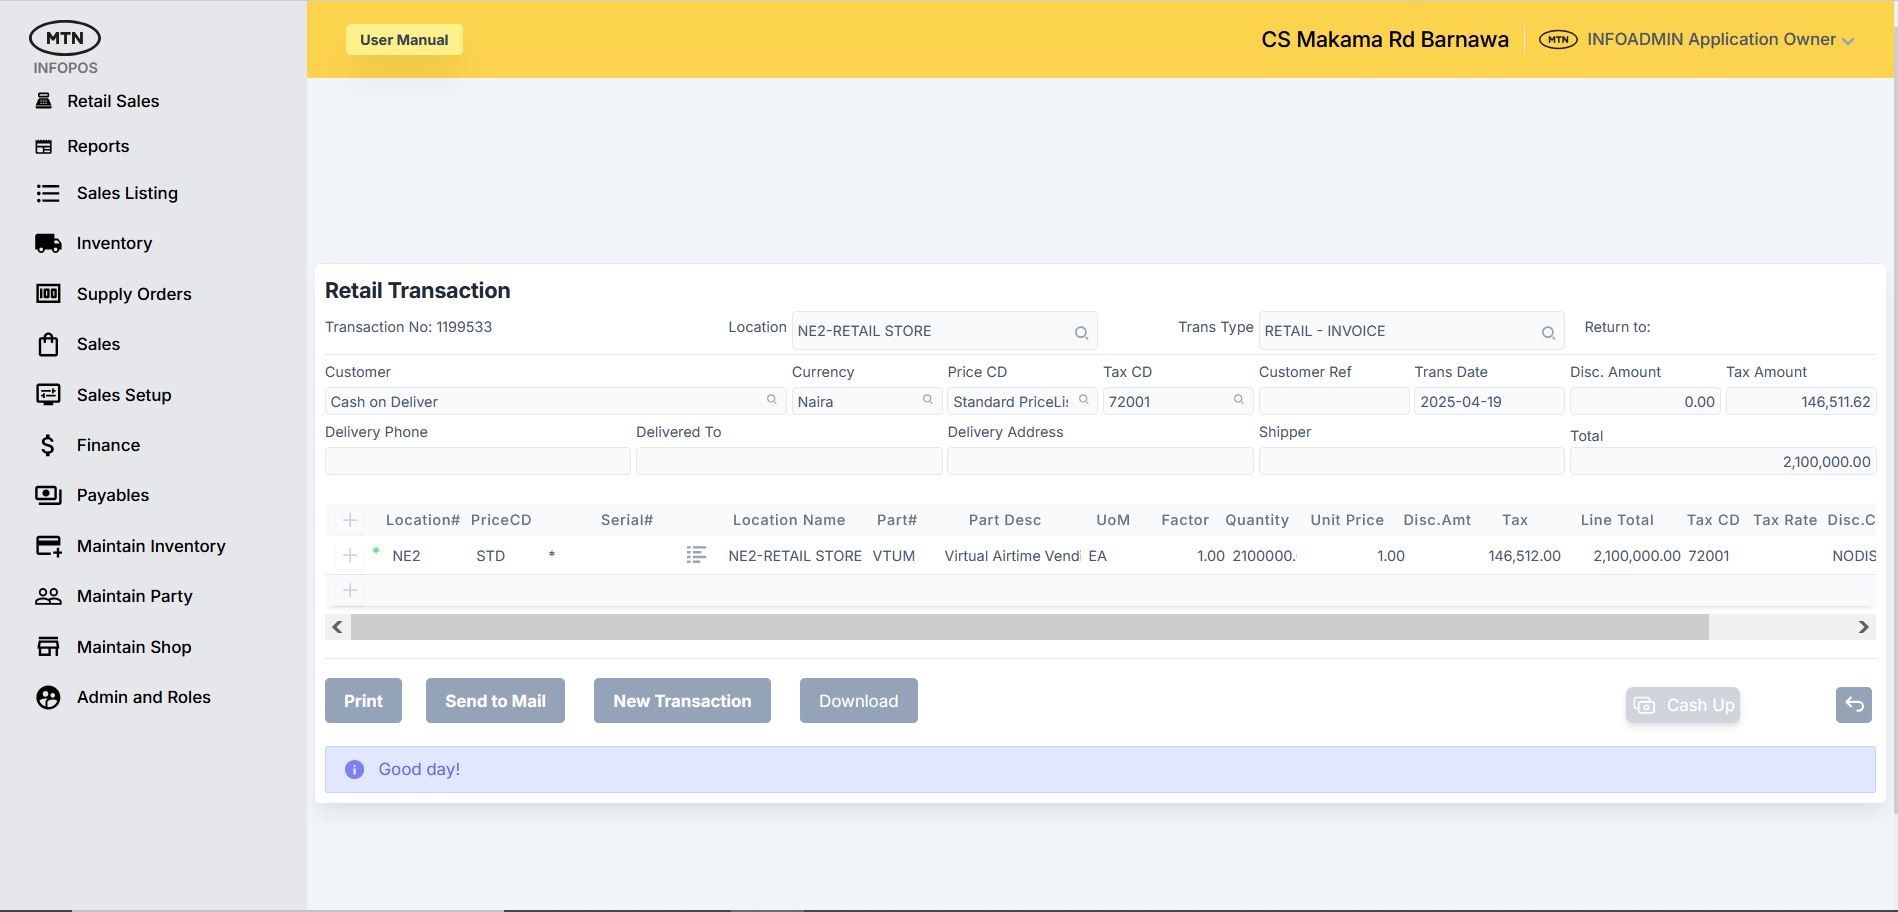 MTN
INFOPOS
Retail Sales
Reports
Sales Listing
Inventory
Supply Orders
Sales
Sales Setup
Finance
Payables
Maintain Inventory
Maintain Party
Maintain Shop
Admin and Roles
User Manual
CS Makama Rd Barnawa
MTN INFOADMIN Application Owner
Retail Transaction
Transaction No: 1199533 Location NE2-RETAIL STORE Trans Type RETAIL - INVOICE Return to:
Customer Currency Price CD Tax CD Customer Ref Trans Date Disc. Amount Tax Amount
Cash on Deliver Naira Standard PriceLis 72001 2025-04-19 0.00 146,511.62
Delivery Phone Delivered To Delivery Address Shipper Total
2,100,000.00
Location# PriceCD Serial# Location Name Part# Part Desc UoM Factor Quantity Unit Price Disc.Amt Tax Line Total Tax CD Tax Rate Disc.C
* NE2 STD * NE2-RETAIL STORE VTUM Virtual Airtime Vendi EA 1.00 2100000. 1.00 146,512.00 2,100,000.00 72001 NODIS
Print Send to Mail New Transaction Download Cash Up
Good day!